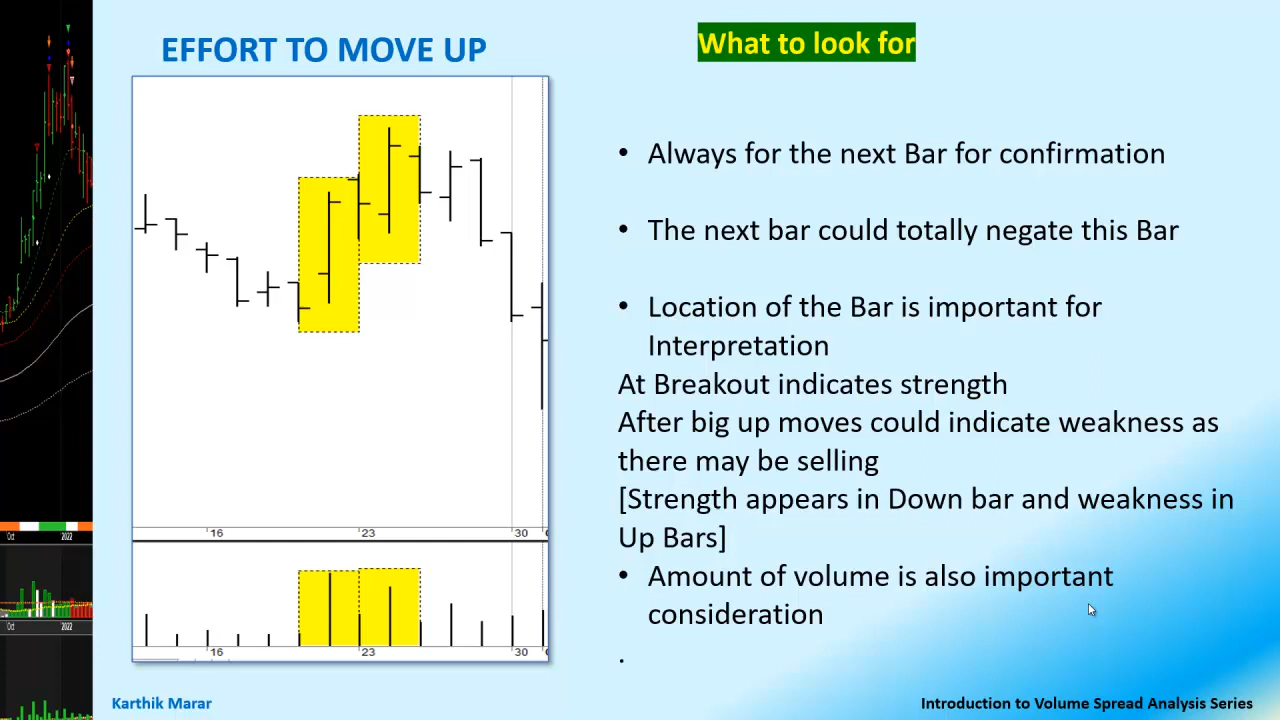 EFFORT TO MOVE UP
What to look for
• Always for the next Bar for confirmation
• The next bar could totally negate this Bar
• Location of the Bar is important for
Interpretation
At Breakout indicates strength
After big up moves could indicate weakness as
there may be selling
[Strength appears in Down bar and weakness in
Up Bars]
• Amount of volume is also important
consideration
.
16 23 30
16 23 30
Oct 2022
Oct 2022
Karthik Marar
Introduction to Volume Spread Analysis Series